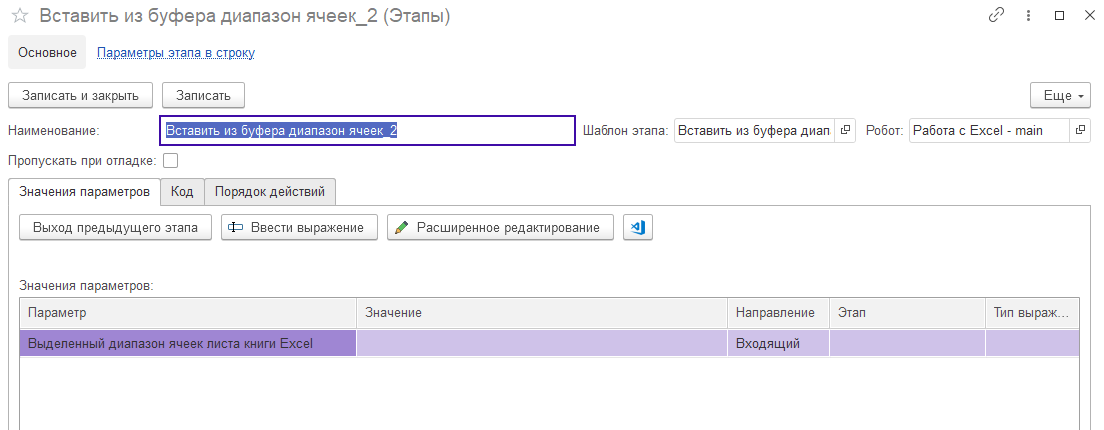 Вставить из буфера диапазон ячеек_2 (Этапы)
Основное Параметры этапа в строку
Записать и закрыть Записать Еще
Наименование: Вставить из буфера диапазон ячеек_2 Шаблон этапа: Вставить из буфера диапа Робот: Работа с Excel - main
Пропускать при отладке:
Значения параметров Код Порядок действий
Выход предыдущего этапа Ввести выражение Расширенное редактирование
Значения параметров:
Параметр Значение Направление Этап Тип выраж...
Выделенный диапазон ячеек листа книги Excel Входящий